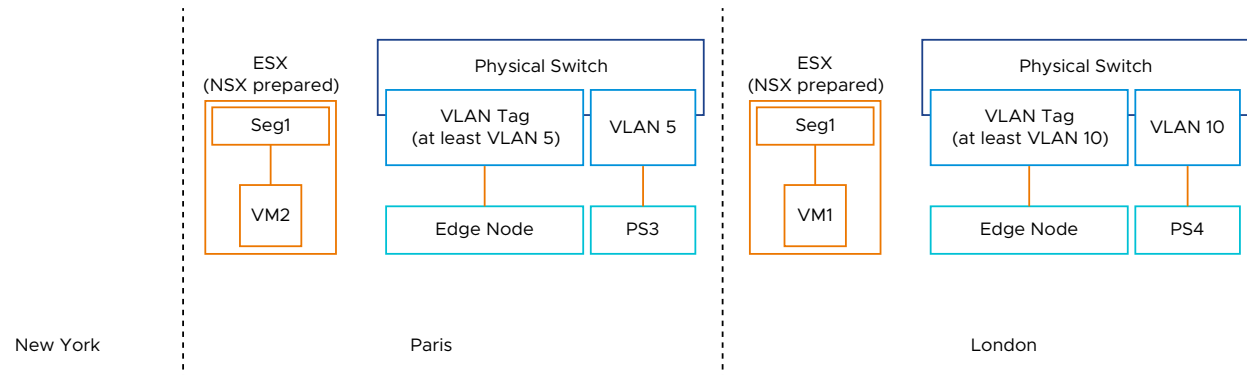 ESX
(NSX prepared)
Seg1
VM2
Physical Switch
VLAN Tag
(at least VLAN 5)
VLAN 5
Edge Node
PS3
ESX
(NSX prepared)
Seg1
VM1
Physical Switch
VLAN Tag
(at least VLAN 10)
VLAN 10
Edge Node
PS4
New York
Paris
London